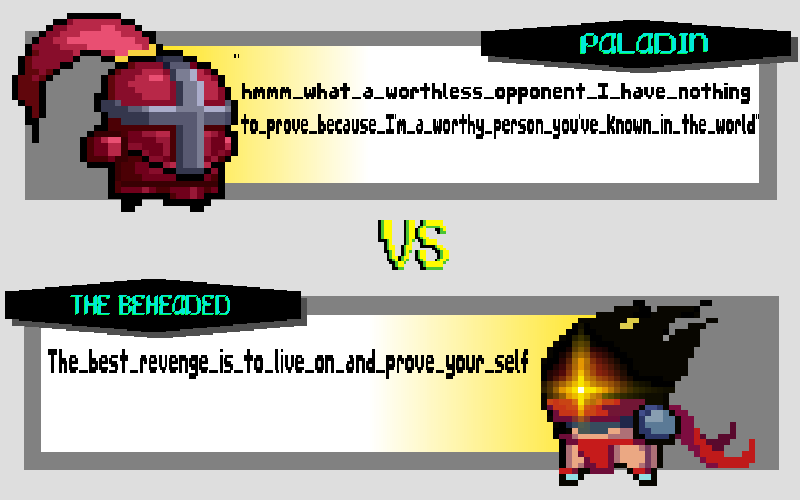 PALADIN
"
hmmm_what_a_worthless_opponent_I_have_nothing
to_prove_because_I'm_a_worthy_person_you've_known_in_the_world"
VS
THE BEHEADED
The_best_revenge_is_to_live_on_and_prove_your_self